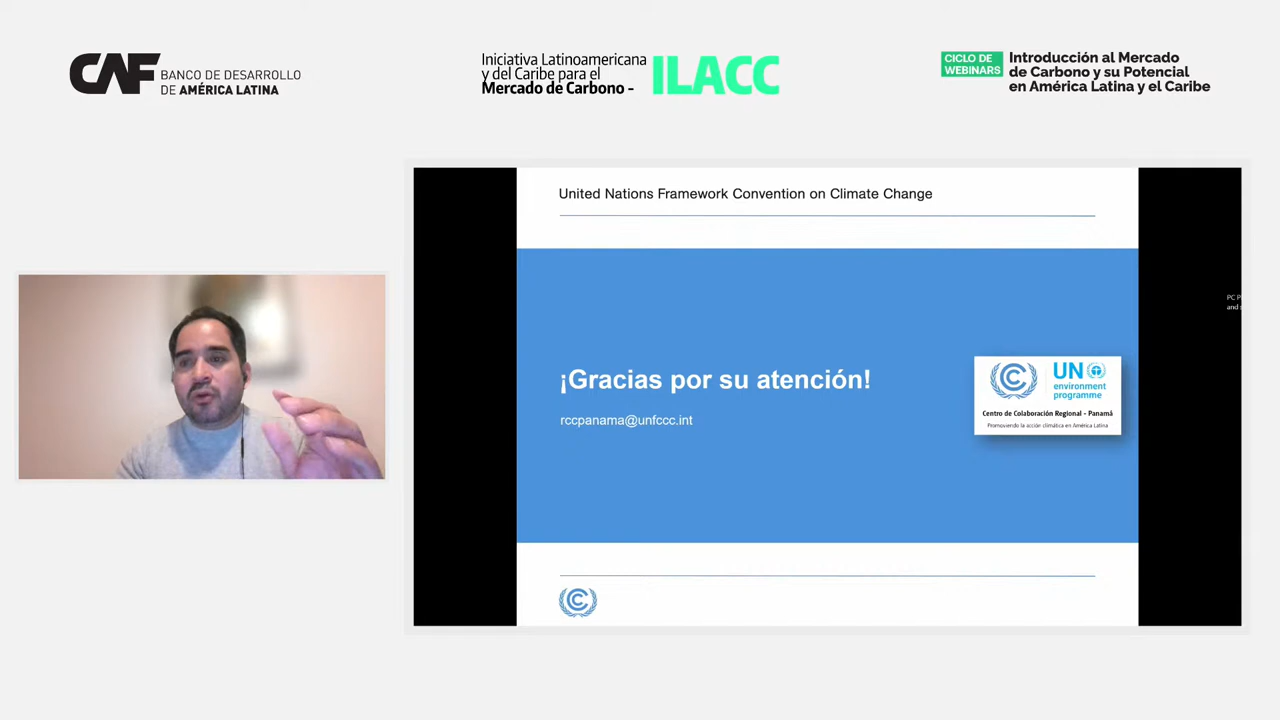 CAF BANCO DE DESARROLLO
DE AMÉRICA LATINA
Iniciativa Latinoamericana
y del Caribe para el
Mercado de Carbono -
ILACC
CICLO DE
WEBINARS
Introducción al Mercado
de Carbono y su Potencial
en América Latina y el Caribe
United Nations Framework Convention on Climate Change
¡Gracias por su atención!
rccpanama@unfccc.int
UN
environment
programme
Centro de Colaboración Regional - Panamá
Promoviendo la acción climática en América Latina
PC P
and